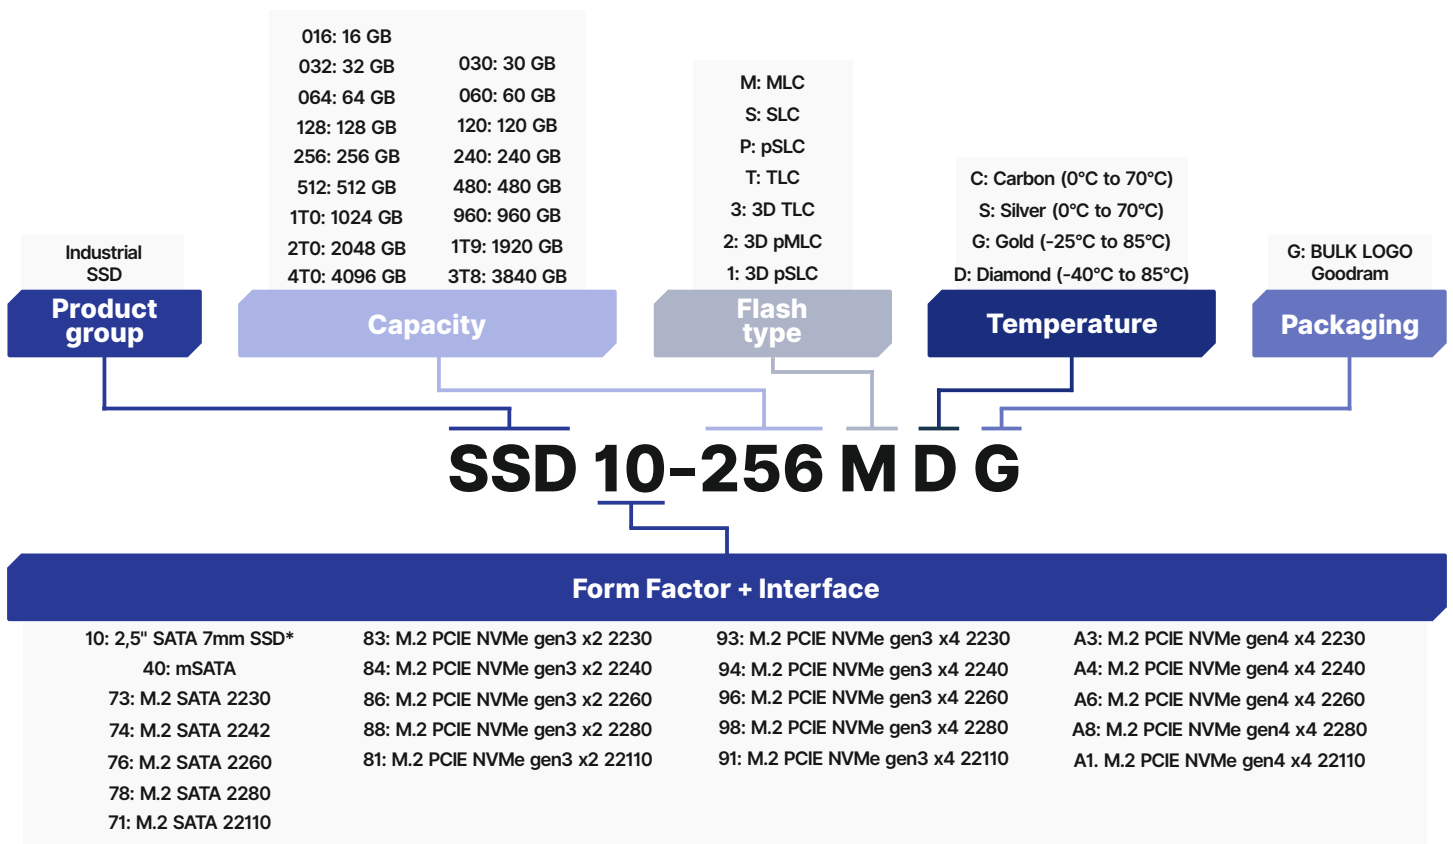 Industrial
SSD
Product
group
016: 16 GB
032: 32 GB
064: 64 GB
128: 128 GB
256: 256 GB
512: 512 GB
1T0: 1024 GB
2T0: 2048 GB
4T0: 4096 GB
030: 30 GB
060: 60 GB
120: 120 GB
240: 240 GB
480: 480 GB
960: 960 GB
1T9: 1920 GB
3T8: 3840 GB
Capacity
M: MLC
S: SLC
P: pSLC
T: TLC
3: 3D TLC
2: 3D pMLC
1: 3D pSLC
Flash
type
C: Carbon (0°C to 70°C)
S: Silver (0°C to 70°C)
G: Gold (-25°C to 85°C)
D: Diamond (-40°C to 85°C)
Temperature
G: BULK LOGO
Goodram
Packaging
SSD 10-256 M D G
Form Factor + Interface
10: 2,5" SATA 7mm SSD*
40: mSATA
73: M.2 SATA 2230
74: M.2 SATA 2242
76: M.2 SATA 2260
78: M.2 SATA 2280
71: M.2 SATA 22110
83: M.2 PCIE NVMe gen3 x2 2230
84: M.2 PCIE NVMe gen3 x2 2240
86: M.2 PCIE NVMe gen3 x2 2260
88: M.2 PCIE NVMe gen3 x2 2280
81: M.2 PCIE NVMe gen3 x2 22110
93: M.2 PCIE NVMe gen3 x4 2230
94: M.2 PCIE NVMe gen3 x4 2240
96: M.2 PCIE NVMe gen3 x4 2260
98: M.2 PCIE NVMe gen3 x4 2280
91: M.2 PCIE NVMe gen3 x4 22110
A3: M.2 PCIE NVMe gen4 x4 2230
A4: M.2 PCIE NVMe gen4 x4 2240
A6: M.2 PCIE NVMe gen4 x4 2260
A8: M.2 PCIE NVMe gen4 x4 2280
A1. M.2 PCIE NVMe gen4 x4 22110